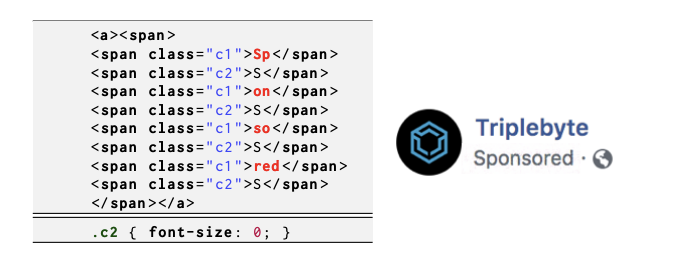 <a><span>
<span class="c1">Sp</span>
<span class="c2">S</span>
<span class="c1">on</span>
<span class="c2">S</span>
<span class="c1">so</span>
<span class="c2">S</span>
<span class="c1">red</span>
<span class="c2">S</span>
</span></a>
.c2 { font-size: 0; }
Triplebyte
Sponsored ·